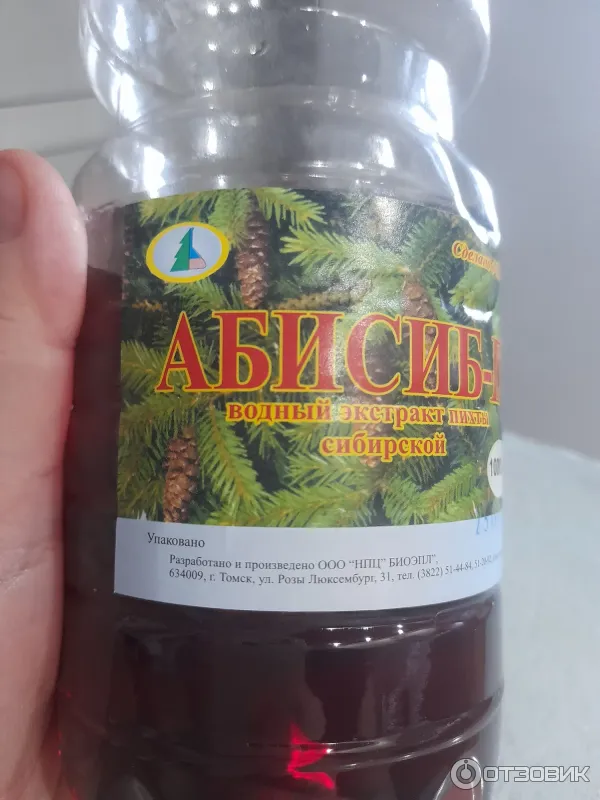 АБИСИБ-П
водный экстракт пихты
сибирской
Упаковано
Разработано и произведено ООО "НПЦ" БИОЭПЛ",
634009, г. Томск, ул. Розы Люксембург, 31, тел. (3822) 51-44-84,
ОТЗОВИК